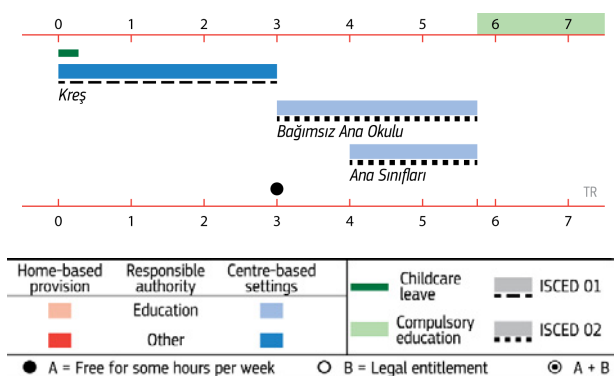 0 1 2 3 4 5 6 7
Kreş
Bağımsız Ana Okulu
Ana Sınıfları
TR
0 1 2 3 4 5 6 7
Home-based provision
Responsible authority
Centre-based settings
Education
Other
Childcare leave
ISCED 01
Compulsory education
ISCED 02
A = Free for some hours per week
B = Legal entitlement
A + B